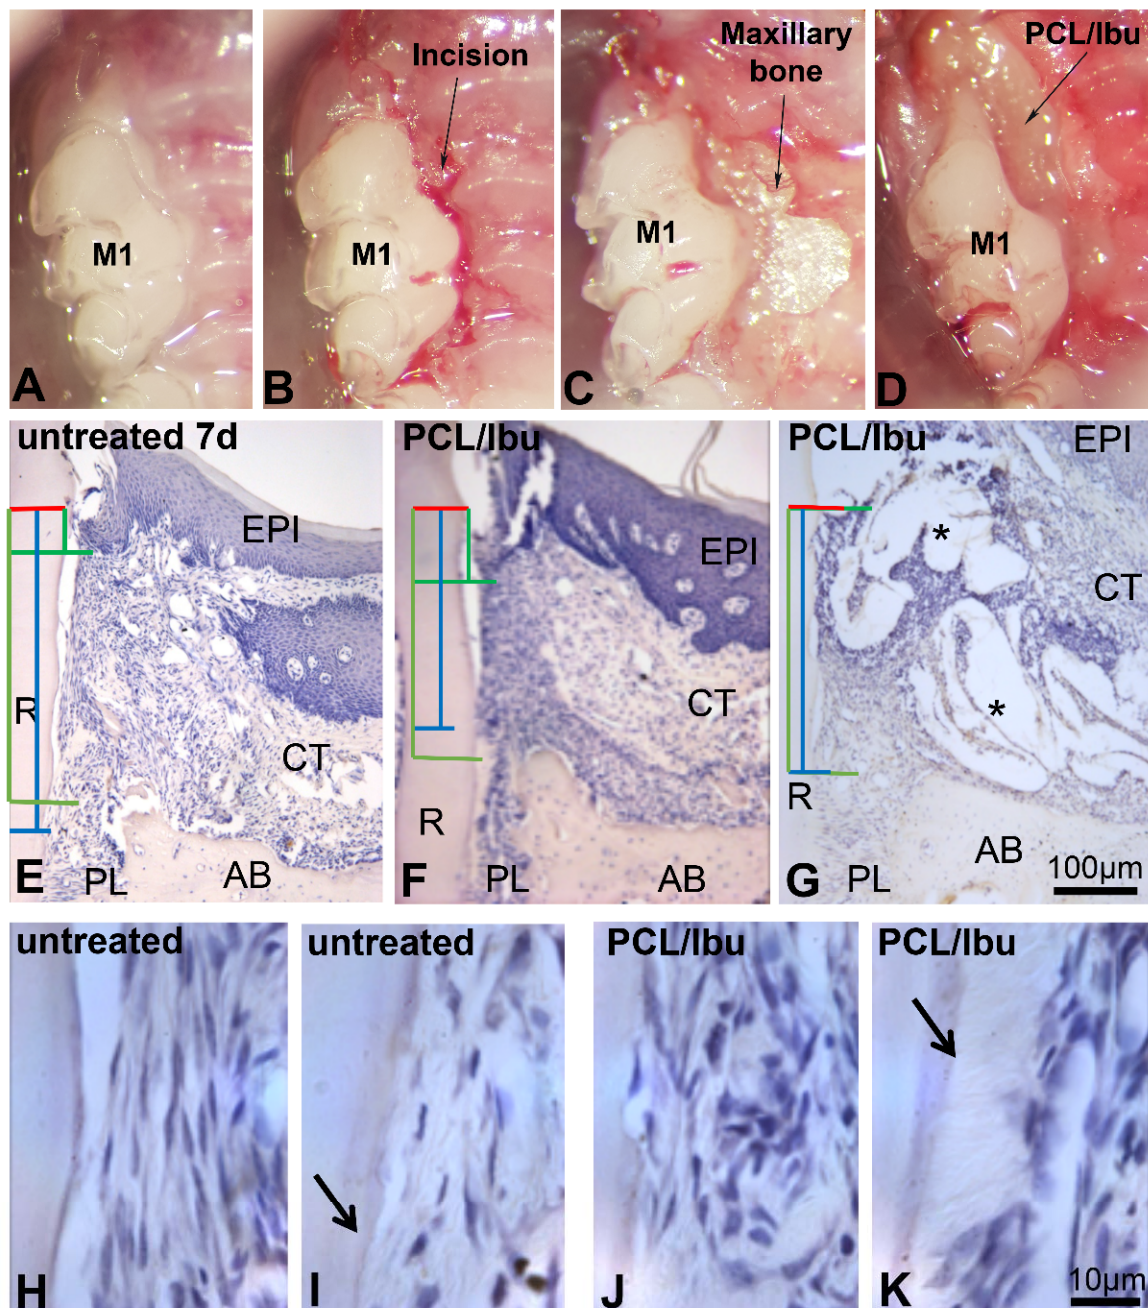 Incision
Maxillary
bone
PCL/Ibu
M1
M1
M1
M1
A
B
C
D
untreated 7d
PCL/Ibu
PCL/Ibu
EPI
EPI
EPI
CT
CT
CT
R
R
R
AB
AB
AB
PL
PL
PL
*
*
100µm
E
F
G
untreated
untreated
PCL/Ibu
PCL/Ibu
H
I
J
K
10µm